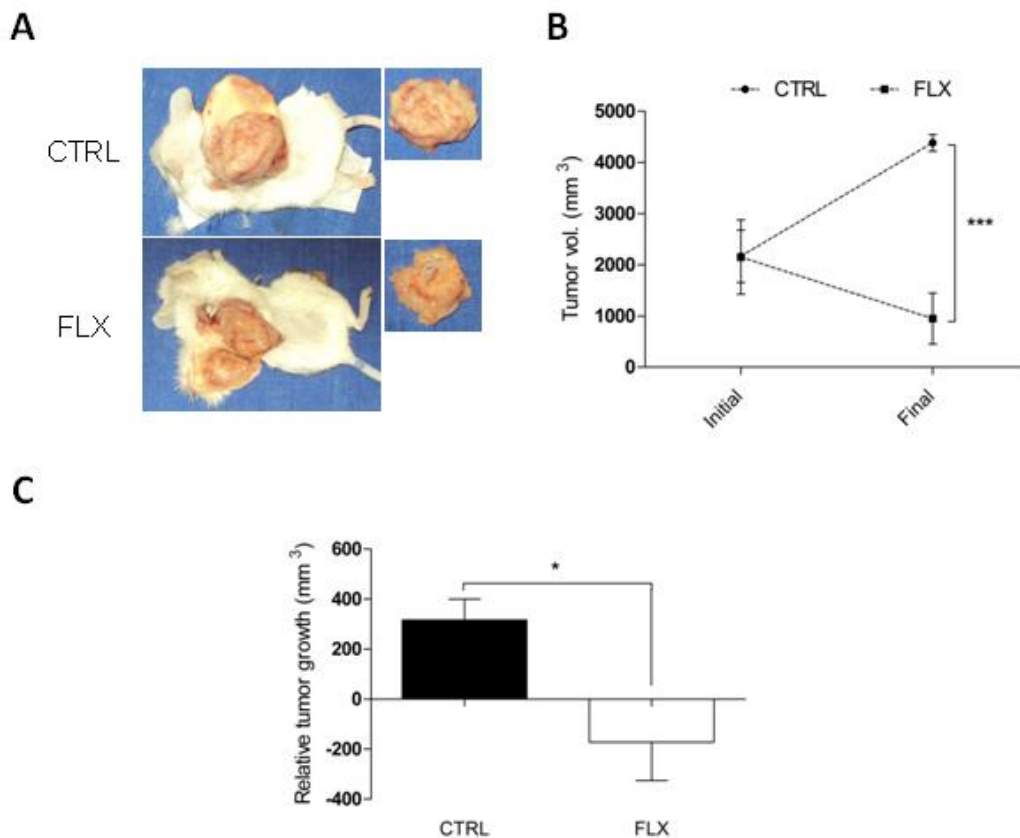 A
CTRL
FLX
B
CTRL FLX
Tumor vol. (mm 3)
5000
4000
3000
2000
1000
0
***
Initial
Final
C
Relative tumor growth (mm 3)
600
400
200
0
-200
-400
*
CTRL
FLX